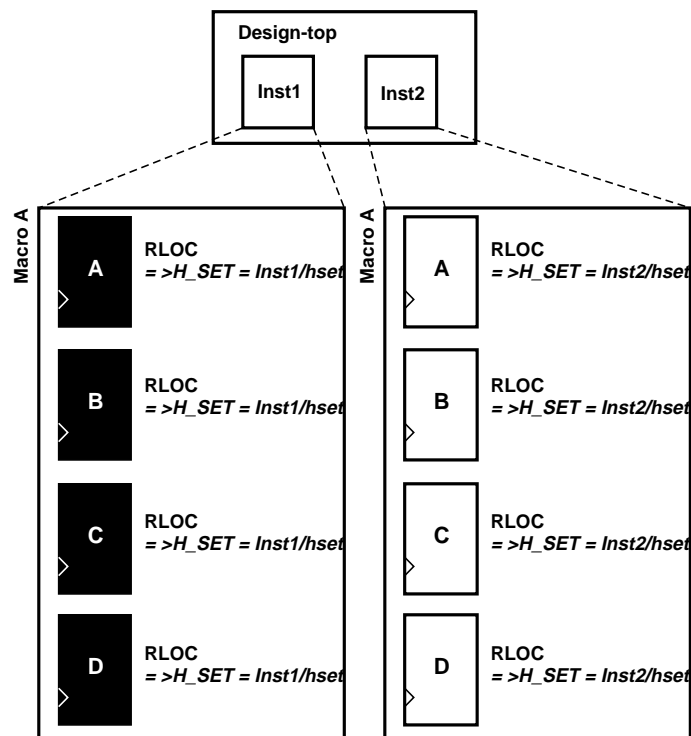 Design-top
Inst1
Inst2
Macro A
A
RLOC
= >H_SET = Inst1/hset
B
RLOC
= >H_SET = Inst1/hset
C
RLOC
= >H_SET = Inst1/hset
D
RLOC
= >H_SET = Inst1/hset
Macro A
A
RLOC
= >H_SET = Inst2/hset
B
RLOC
= >H_SET = Inst2/hset
C
RLOC
= >H_SET = Inst2/hset
D
RLOC
= >H_SET = Inst2/hset